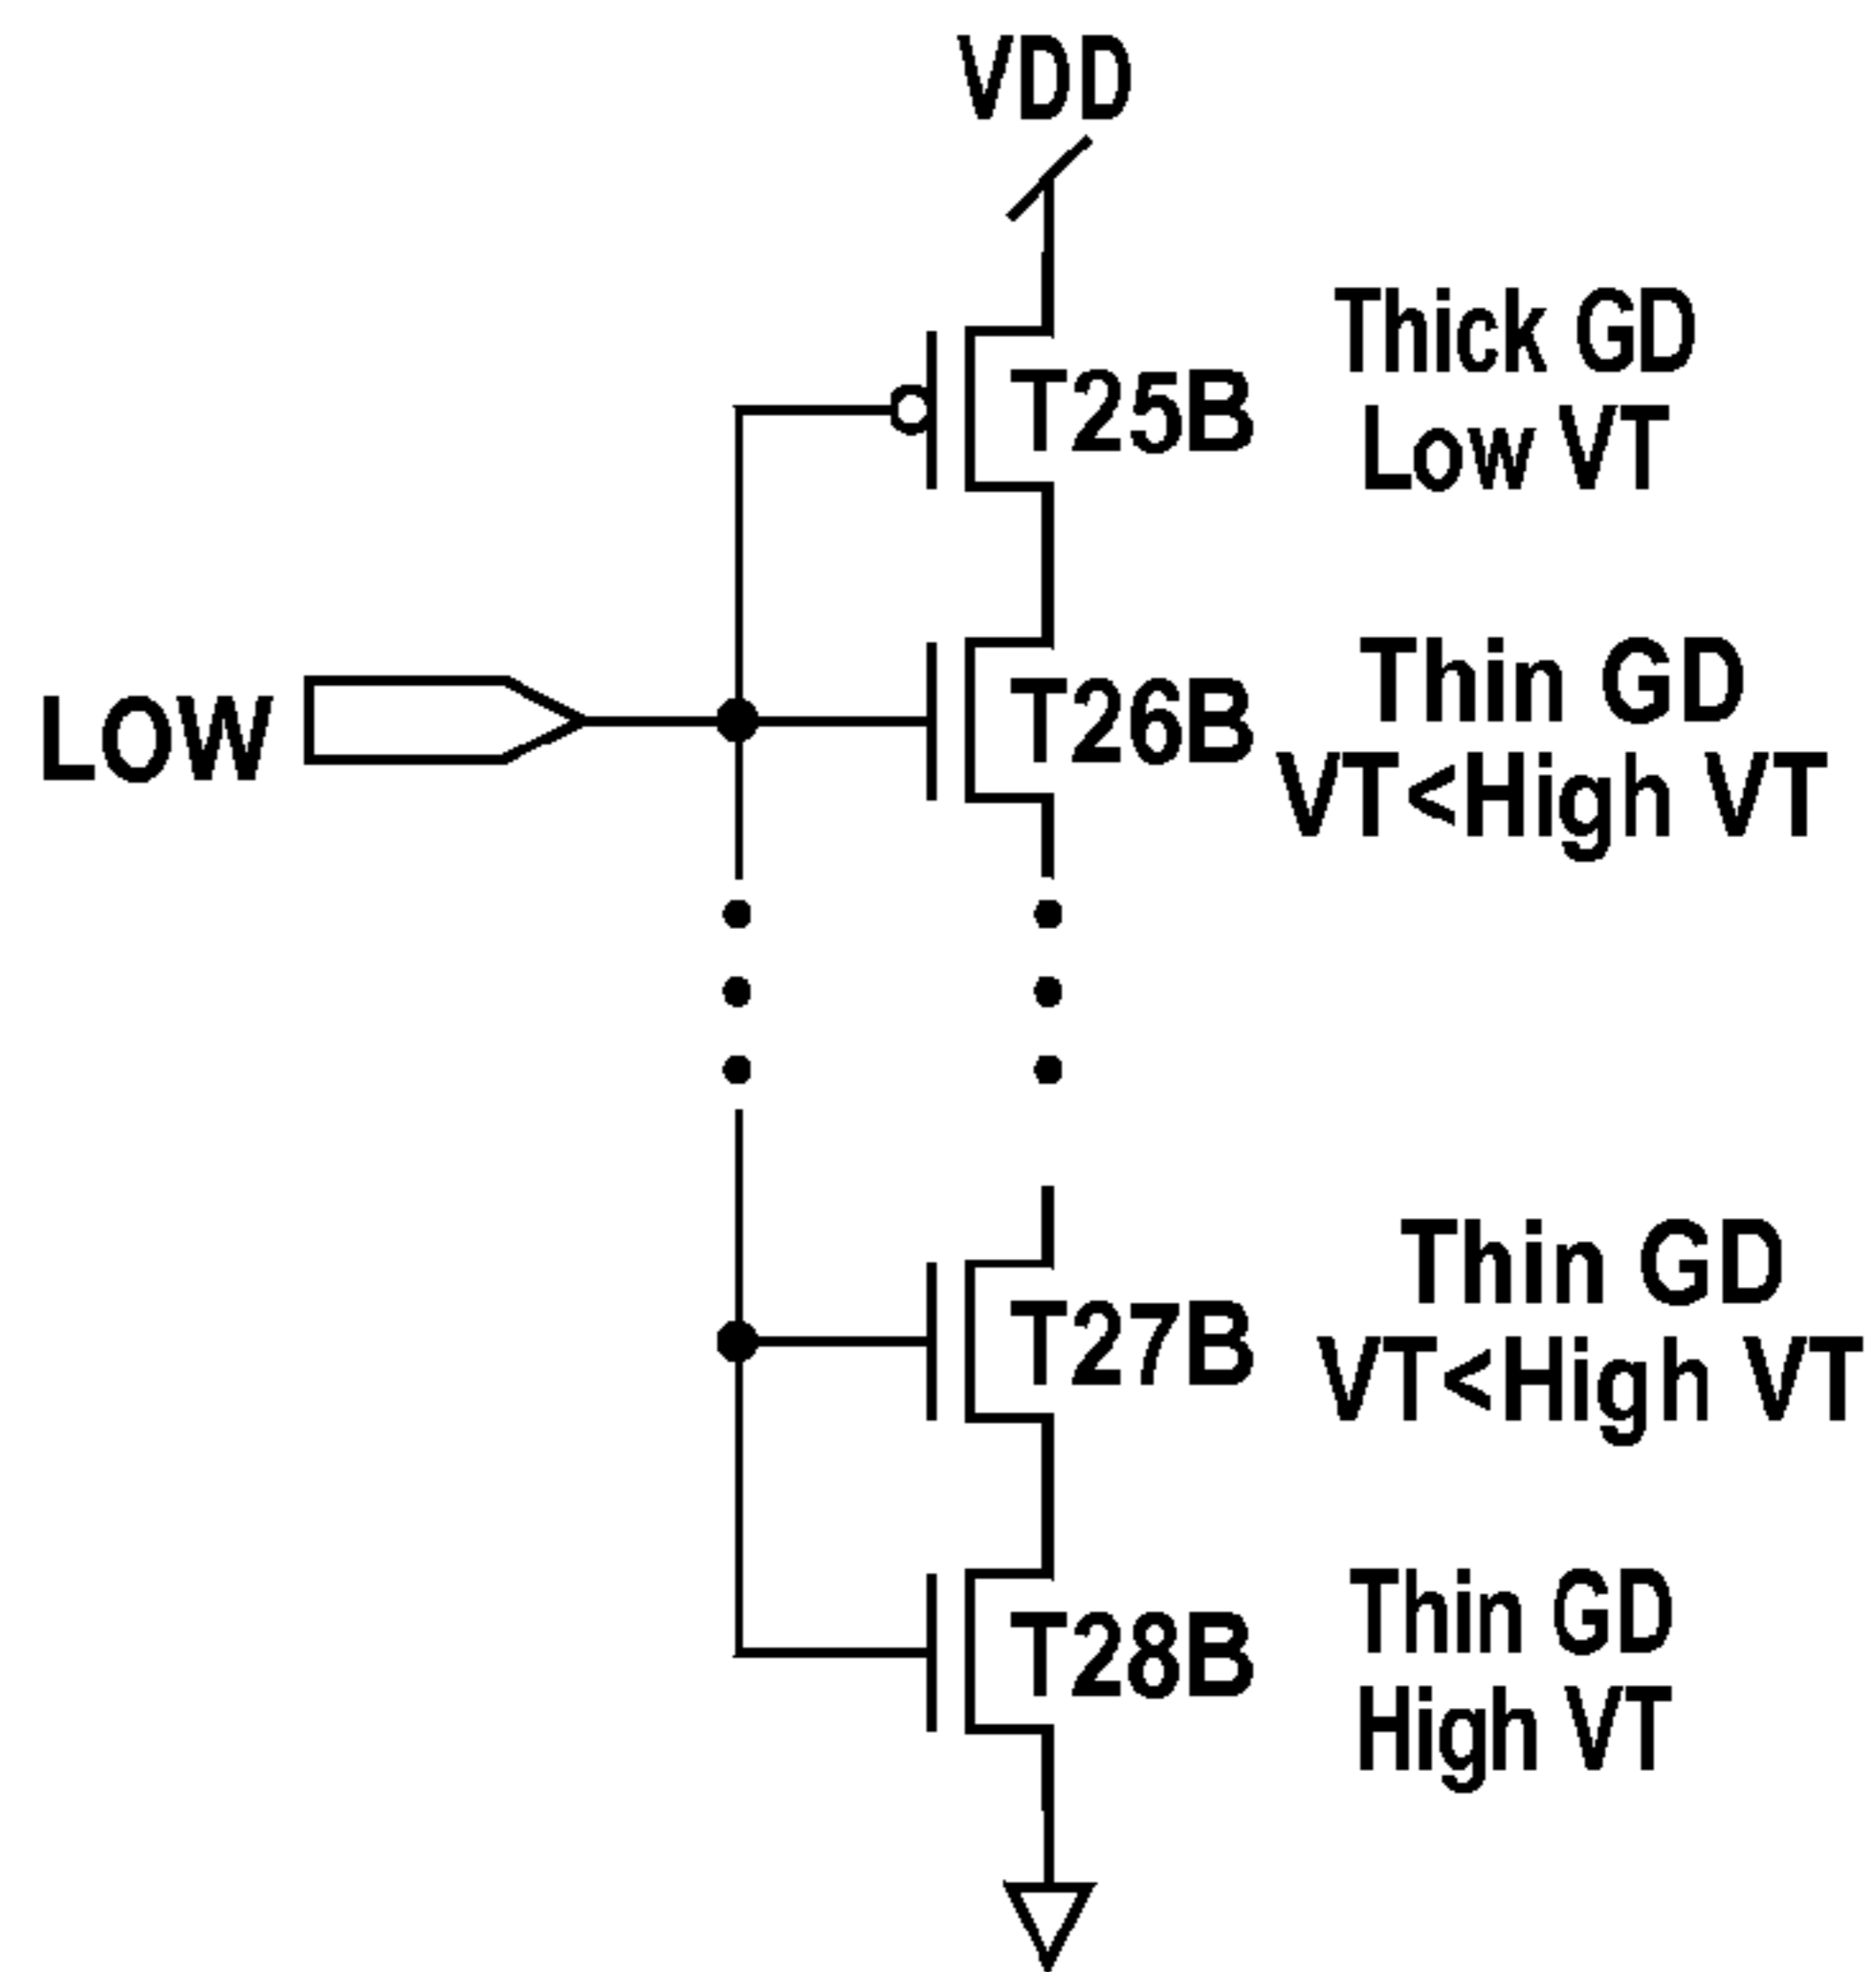 VDD
T25B
Thick GD
Low VT
LOW
T26B
Thin GD
VT<High VT
T27B
Thin GD
VT<High VT
T28B
Thin GD
High VT